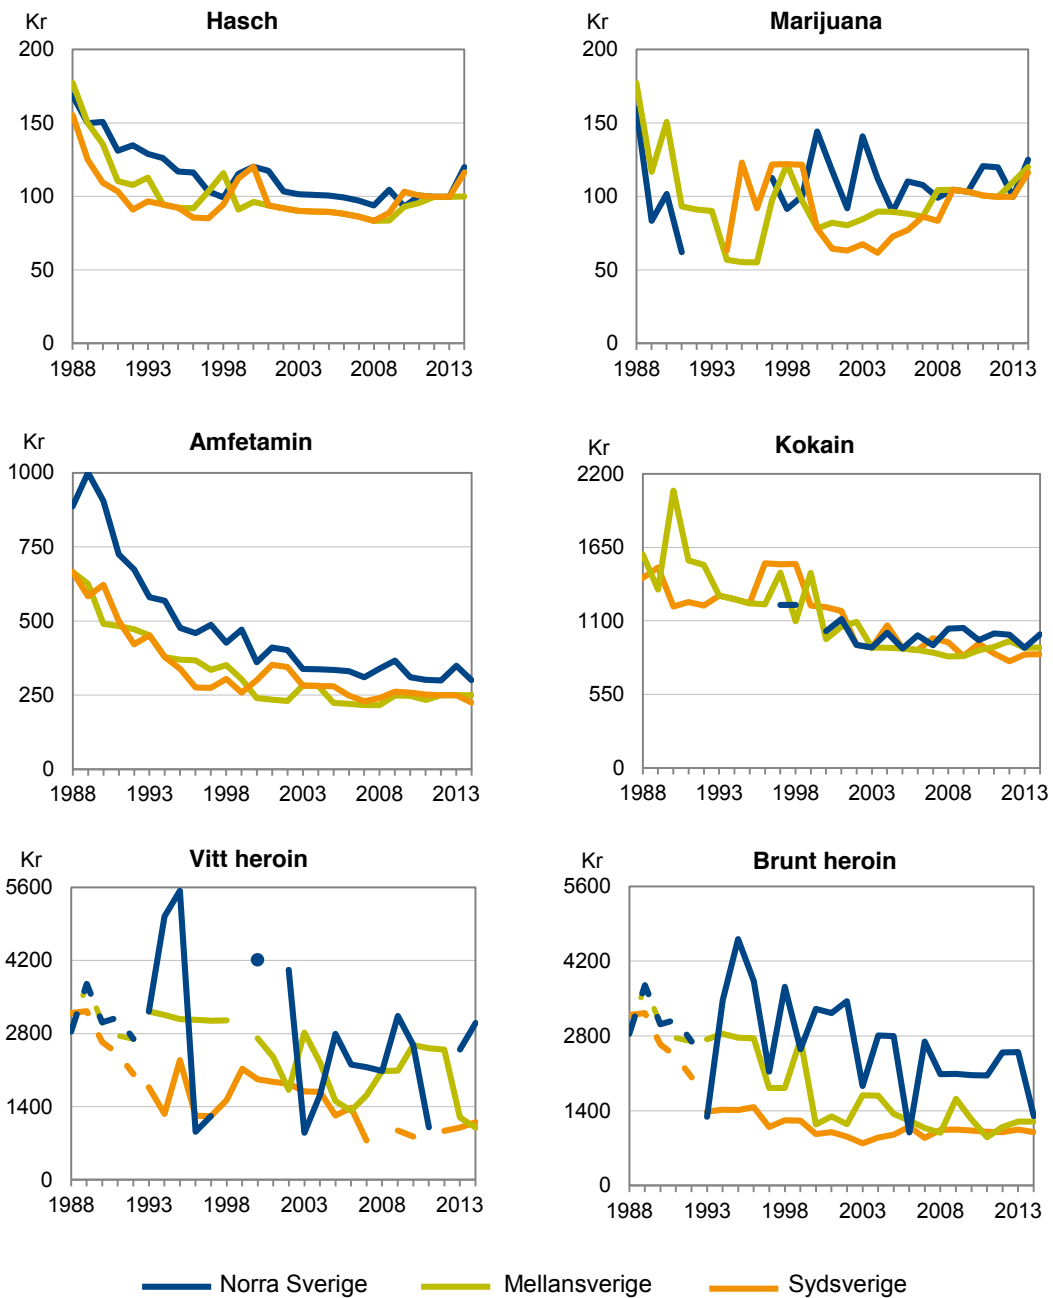 Hasch
Kr
200
150
100
50
0
1988 1993 1998 2003 2008 2013
Marijuana
Kr
200
150
100
50
0
1988 1993 1998 2003 2008 2013
Amfetamin
Kr
1000
750
500
250
0
1988 1993 1998 2003 2008 2013
Kokain
Kr
2200
1650
1100
550
0
1988 1993 1998 2003 2008 2013
Vitt heroin
Kr
5600
4200
2800
1400
0
1988 1993 1998 2003 2008 2013
Brunt heroin
Kr
5600
4200
2800
1400
0
1988 1993 1998 2003 2008 2013
Norra Sverige Mellansverige Sydsverige